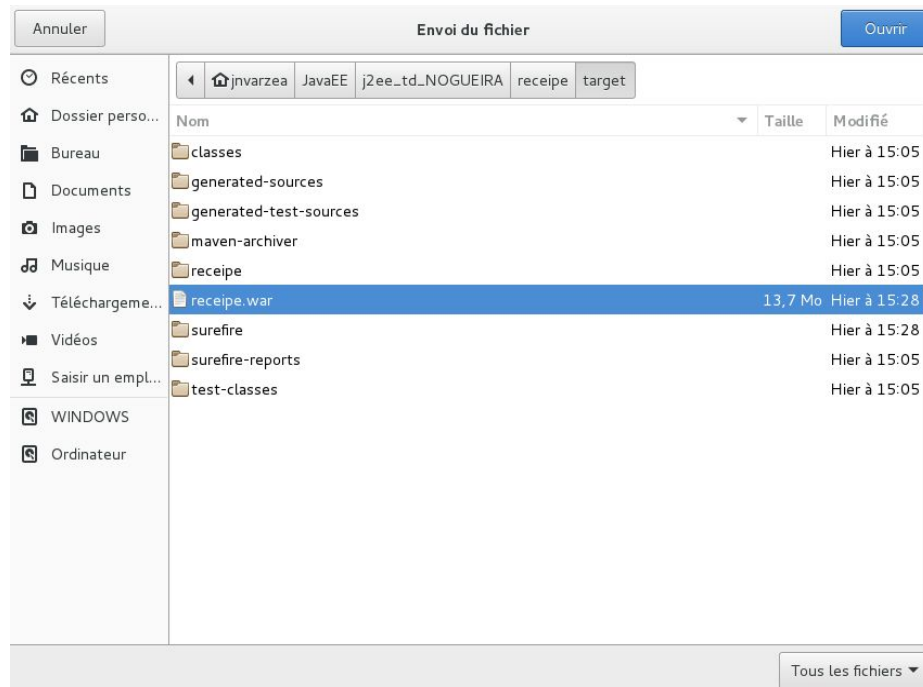 Annuler Envoi du fichier Ouvrir
Récents
Dossier perso...
Bureau
Documents
Images
Musique
Téléchargeme...
Vidéos
Saisir un empl...
WINDOWS
Ordinateur
jnvarzea JavaEE j2ee_td_NOGUEIRA receipe target
Nom Taille Modifié
classes Hier à 15:05
generated-sources Hier à 15:05
generated-test-sources Hier à 15:05
maven-archiver Hier à 15:05
receipe Hier à 15:05
receipe.war 13,7 Mo Hier à 15:28
surefire Hier à 15:28
surefire-reports Hier à 15:05
test-classes Hier à 15:05
Tous les fichiers